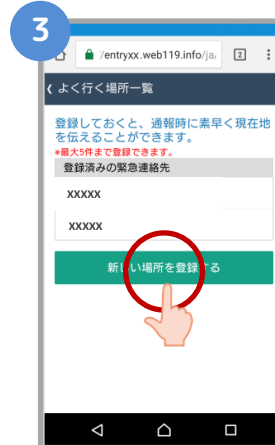 3
/entryxx.web119.info/ja/
2
よく行く場所一覧
登録しておくと、通報時に素早く現在地
を伝えることができます。
*最大5件まで登録できます。
登録済みの緊急連絡先
XXXXX
XXXXX
新しい場所を登録する